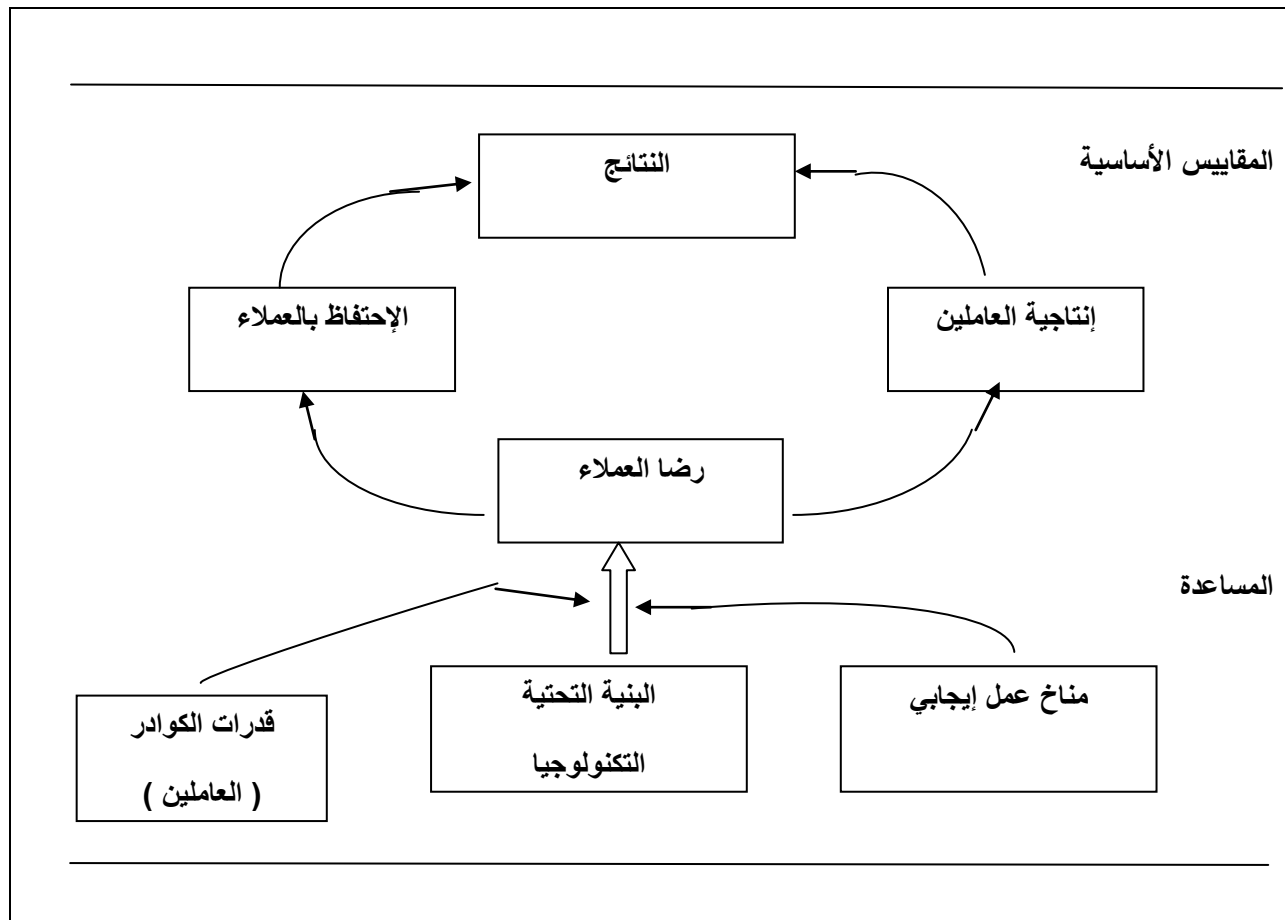 المقاييس الأساسية
النتائج
إنتاجية العاملين
الإحتفاظ بالعملاء
رضا العملاء
المساعدة
مناخ عمل إيجابي
البنية التحتية
التكنولوجيا
قدرات الكوادر
( العاملين )